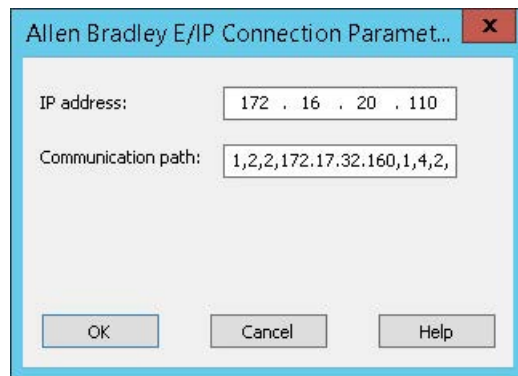 Allen Bradley E/IP Connection Paramet... x
IP address: 172 . 16 . 20 . 110
Communication path: 1,2,2,172.17.32.160,1,4,2,
OK Cancel Help